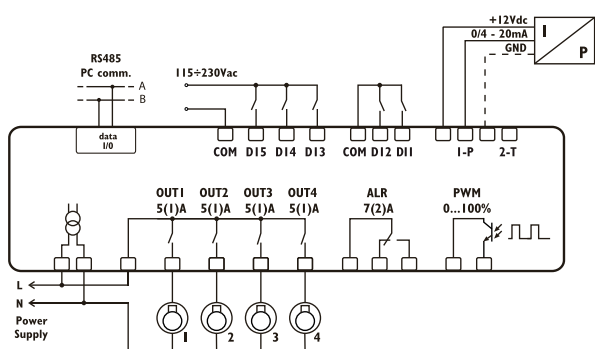 +12Vdc
0/4 - 20mA
GND
I
P
RS485
PC comm.
A
B
115÷230Vac
data
I/O
COM DI5 DI4 DI3 COM DI2 DI1 1-P 2-T
OUT1 OUT2 OUT3 OUT4 ALR PWM
5(1)A 5(1)A 5(1)A 5(1)A 7(2)A 0...100%
L
N
Power
Supply
1 2 3 4